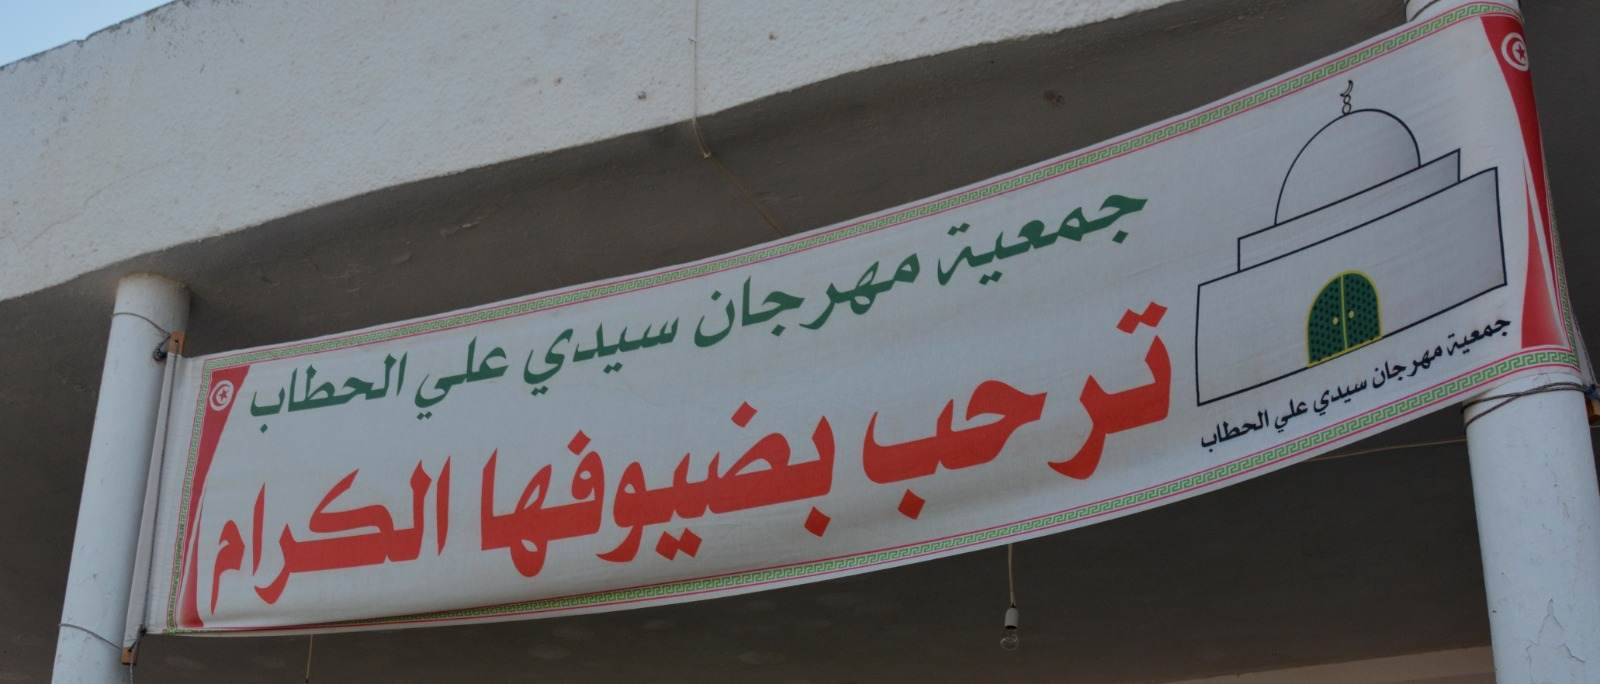 جمعية مهرجان سيدي علي الحطاب
ترحب بضيوفها الكرام
جمعية مهرجان سيدي علي الحطاب